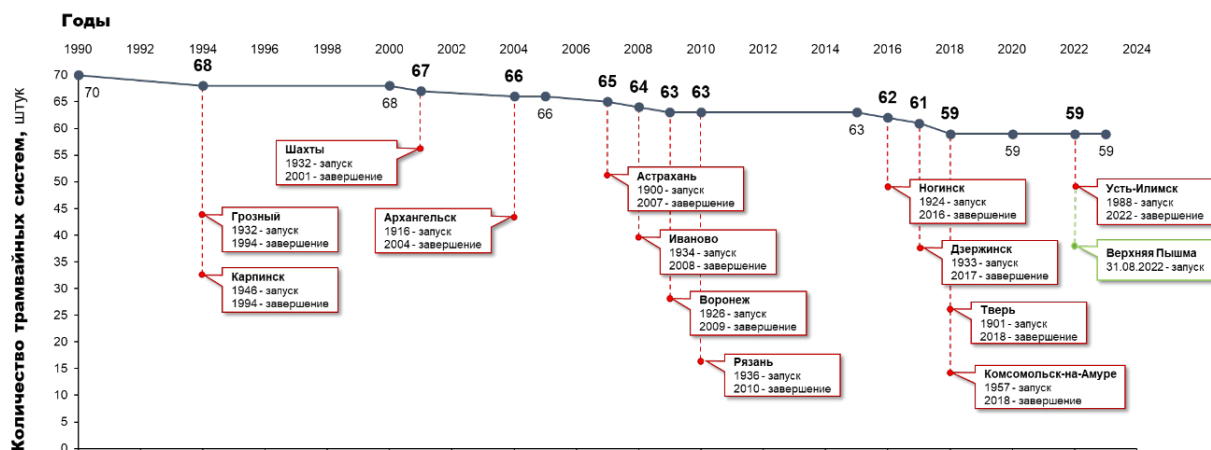 Годы
1990 1992 1994 1996 1998 2000 2002 2004 2006 2008 2010 2012 2014 2016 2018 2020 2022 2024
Количество трамвайных систем, штук
70
65
60
55
50
45
40
35
30
25
20
15
10
5
0
70
68
68
67
66
66
65
64
63
63
63
62
61
59
59
59
59
Шахты
1932 - запуск
2001 - завершение
Грозный
1932 - запуск
1994 - завершение
Карпинск
1946 - запуск
1994 - завершение
Архангельск
1916 - запуск
2004 - завершение
Астрахань
1900 - запуск
2007 - завершение
Иваново
1934 - запуск
2008 - завершение
Воронеж
1926 - запуск
2009 - завершение
Рязань
1936 - запуск
2010 - завершение
Ногинск
1924 - запуск
2016 - завершение
Дзержинск
1933 - запуск
2017 - завершение
Тверь
1901 - запуск
2018 - завершение
Комсомольск-на-Амуре
1957 - запуск
2018 - завершение
Усть-Илимск
1988 - запуск
2022 - завершение
Верхняя Пышма
31.08.2022 - запуск